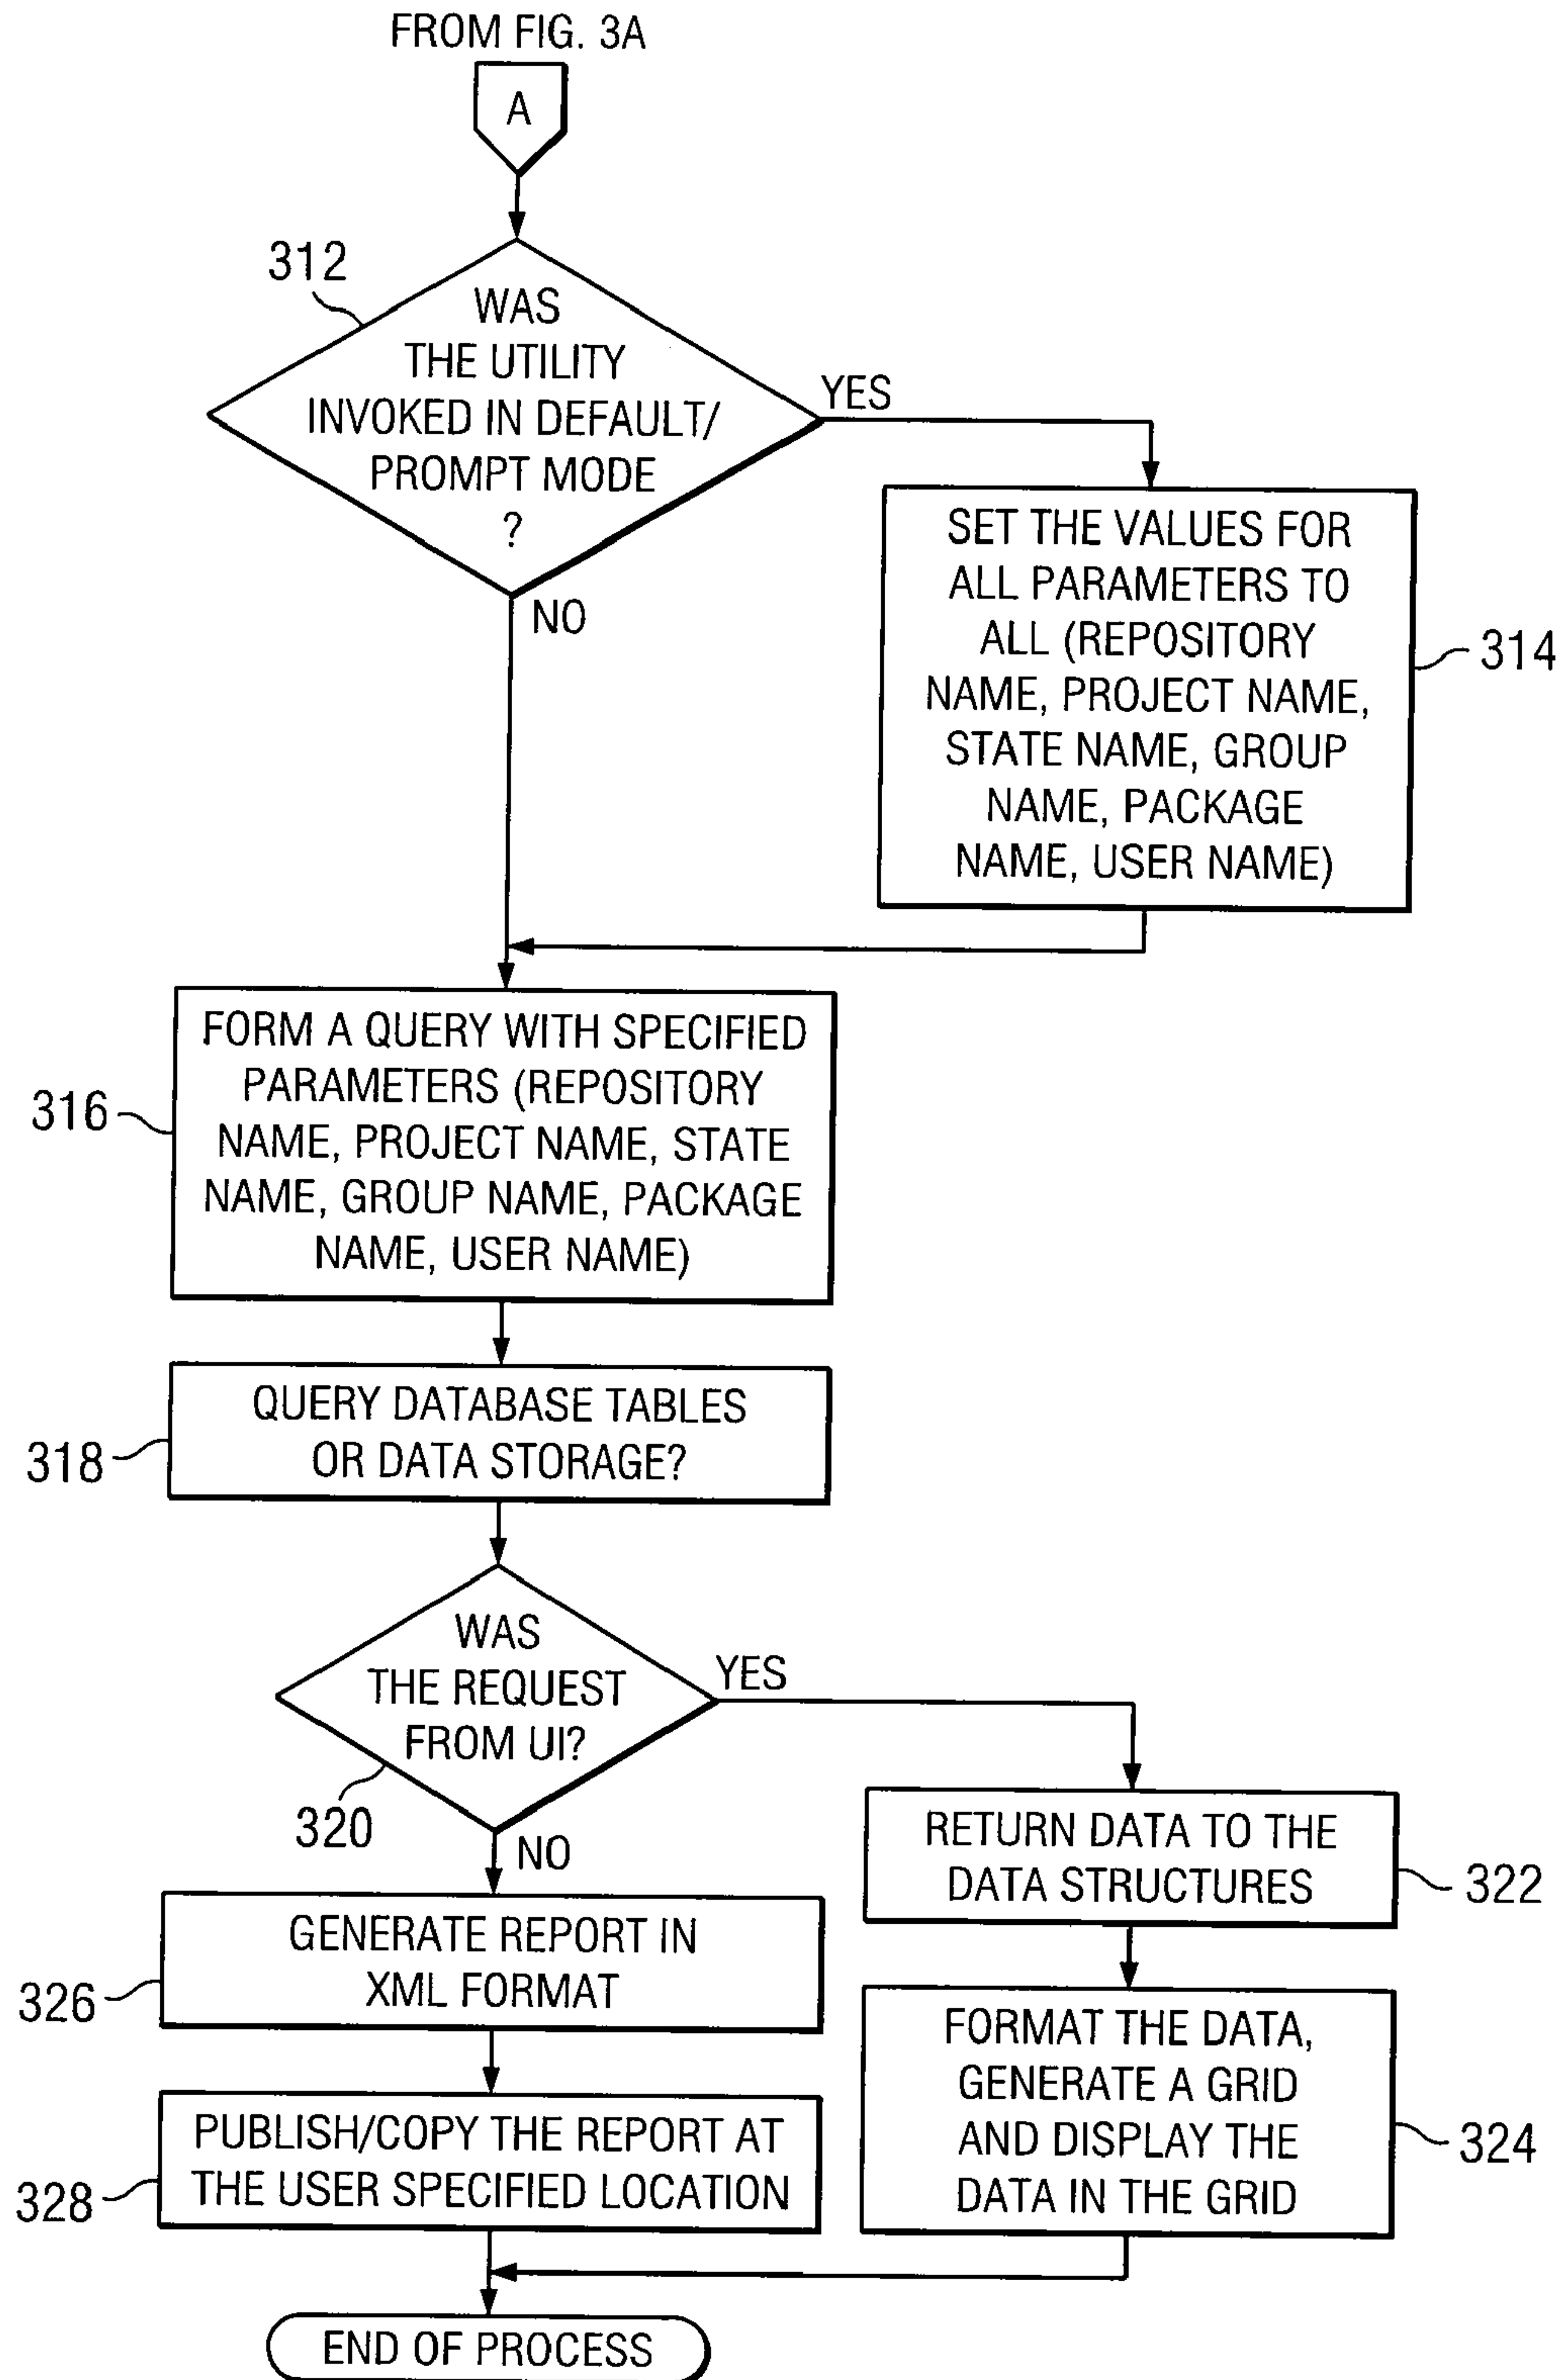 FROM FIG. 3A
A
312
WAS
THE UTILITY
INVOKED IN DEFAULT/
PROMPT MODE
?
YES
NO
SET THE VALUES FOR
ALL PARAMETERS TO
ALL (REPOSITORY
NAME, PROJECT NAME,
STATE NAME, GROUP
NAME, PACKAGE
NAME, USER NAME)
314
FORM A QUERY WITH SPECIFIED
PARAMETERS (REPOSITORY
NAME, PROJECT NAME, STATE
NAME, GROUP NAME, PACKAGE
NAME, USER NAME)
316
QUERY DATABASE TABLES
OR DATA STORAGE?
318
WAS
THE REQUEST
FROM UI?
YES
320
NO
RETURN DATA TO THE
DATA STRUCTURES
322
GENERATE REPORT IN
XML FORMAT
326
FORMAT THE DATA,
GENERATE A GRID
AND DISPLAY THE
DATA IN THE GRID
324
PUBLISH/COPY THE REPORT AT
THE USER SPECIFIED LOCATION
328
END OF PROCESS